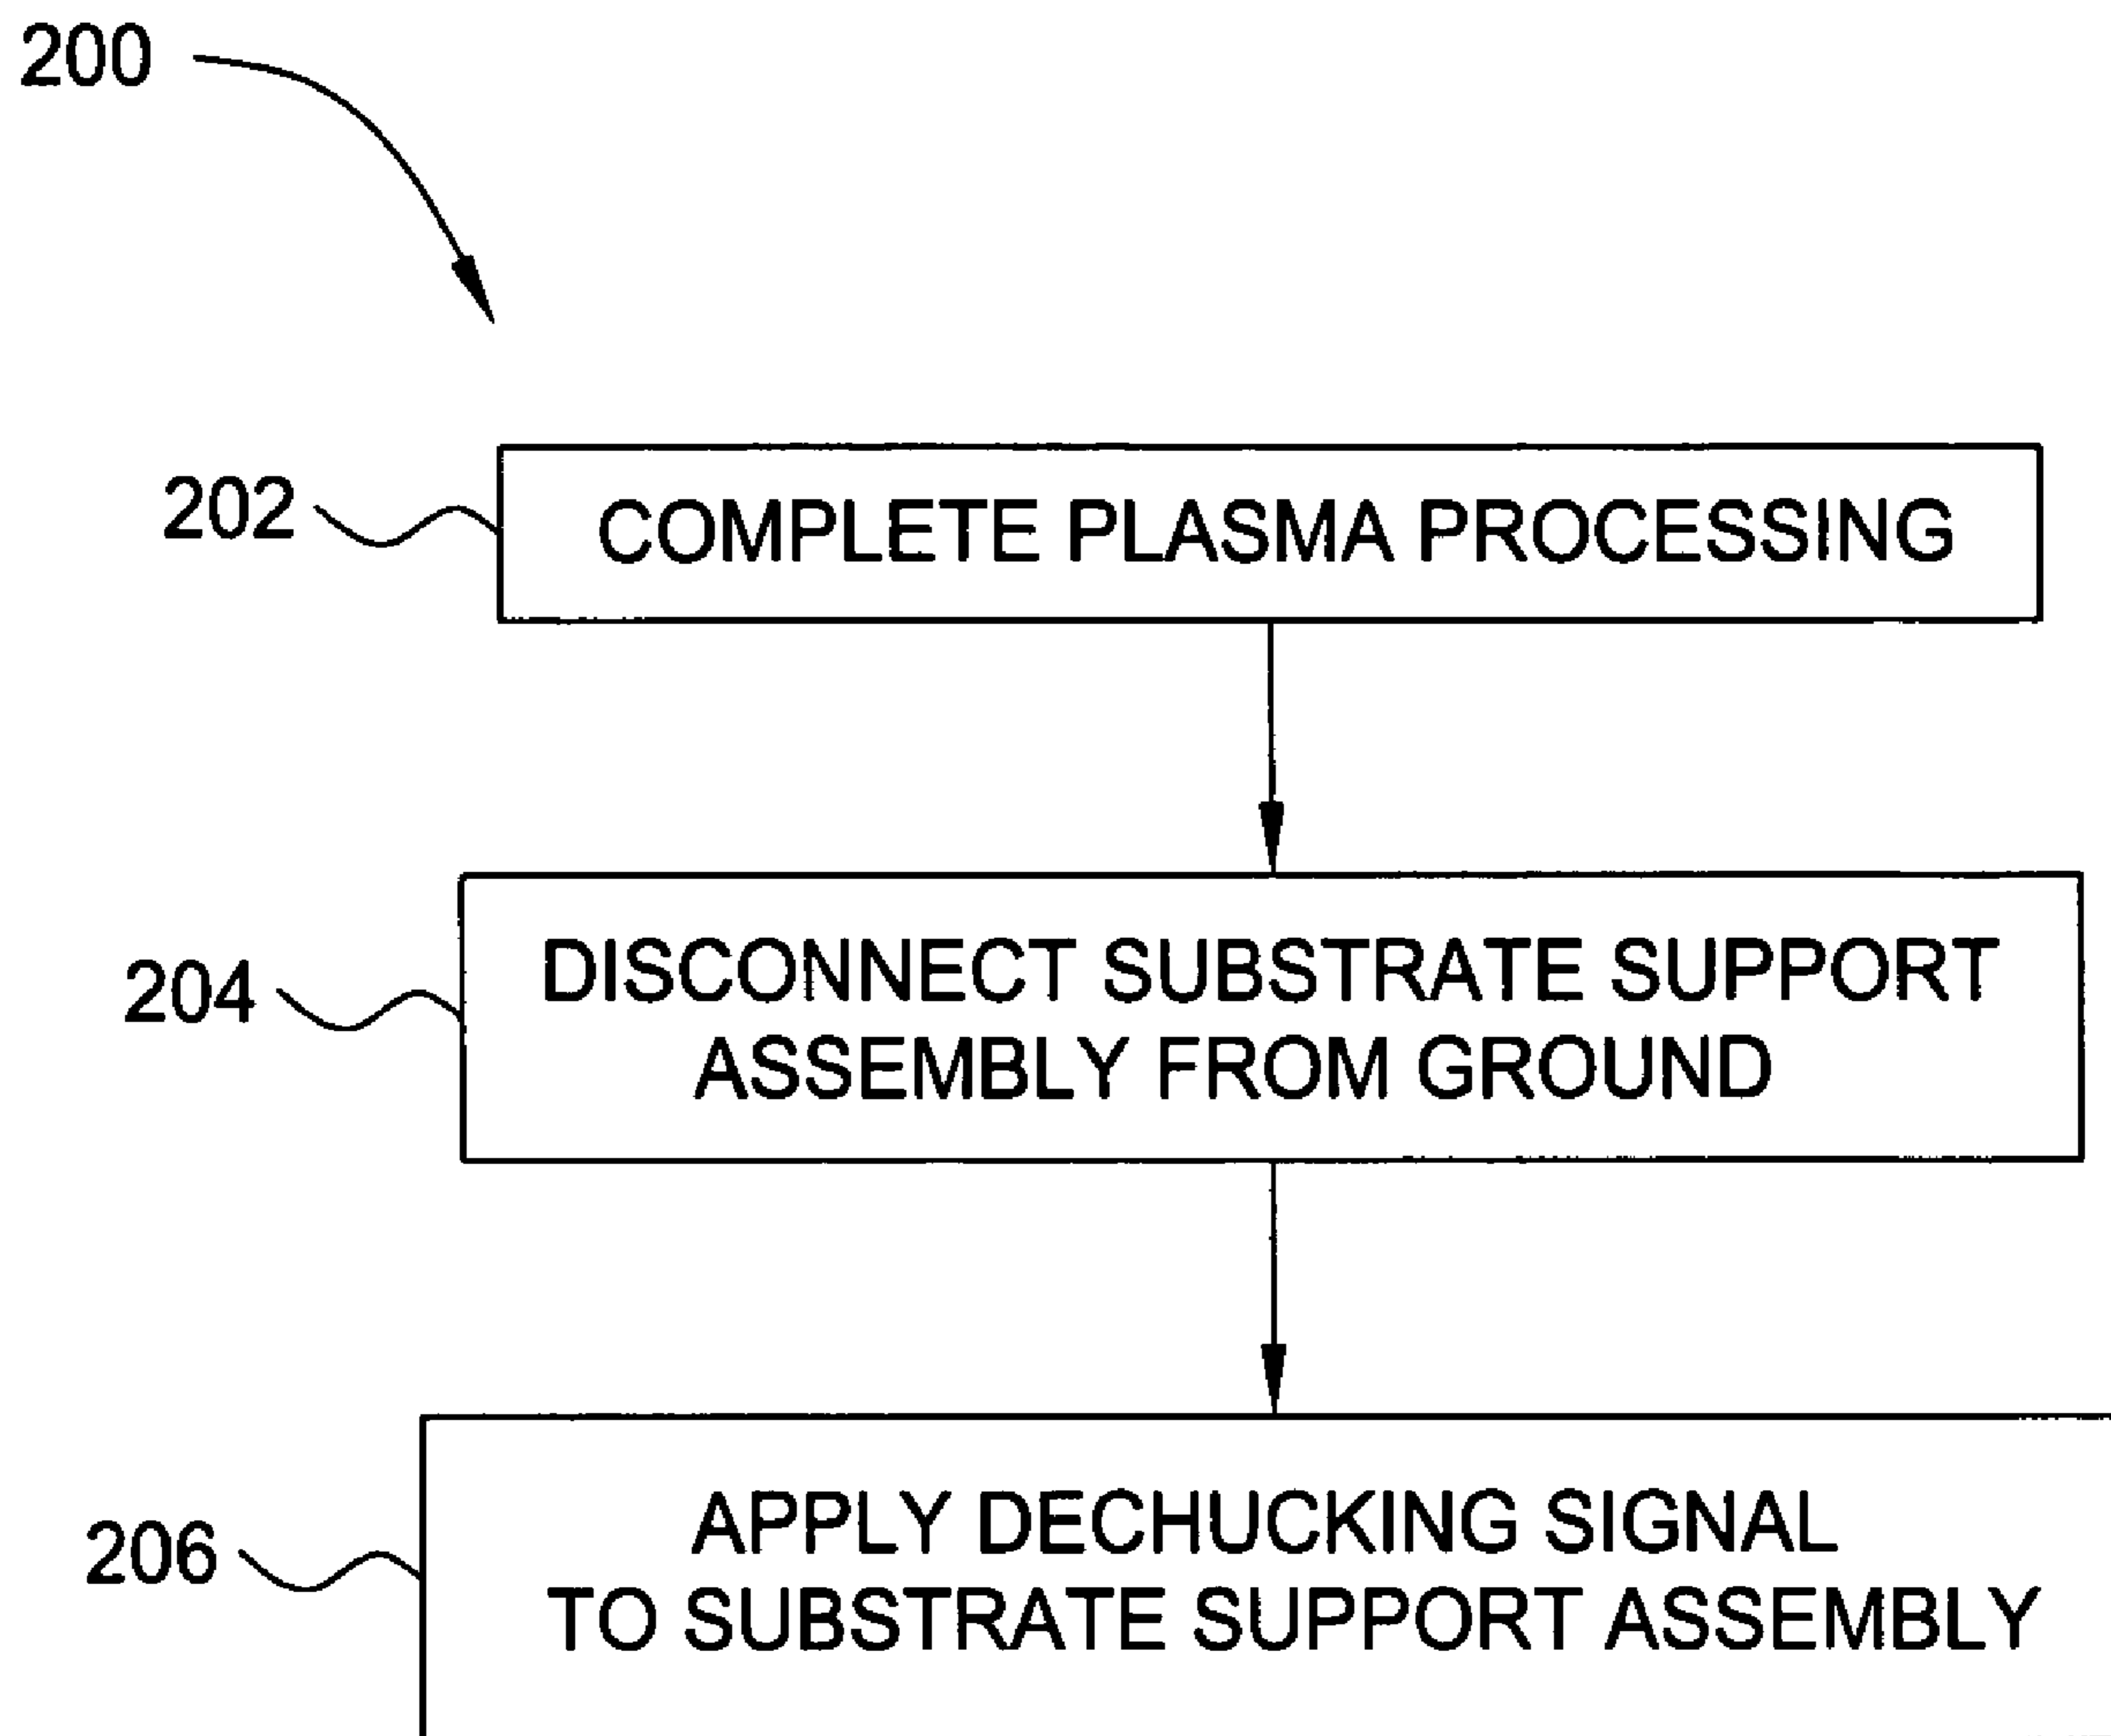 200
202
COMPLETE PLASMA PROCESSING
204
DISCONNECT SUBSTRATE SUPPORT
ASSEMBLY FROM GROUND
206
APPLY DECHUCKING SIGNAL
TO SUBSTRATE SUPPORT ASSEMBLY